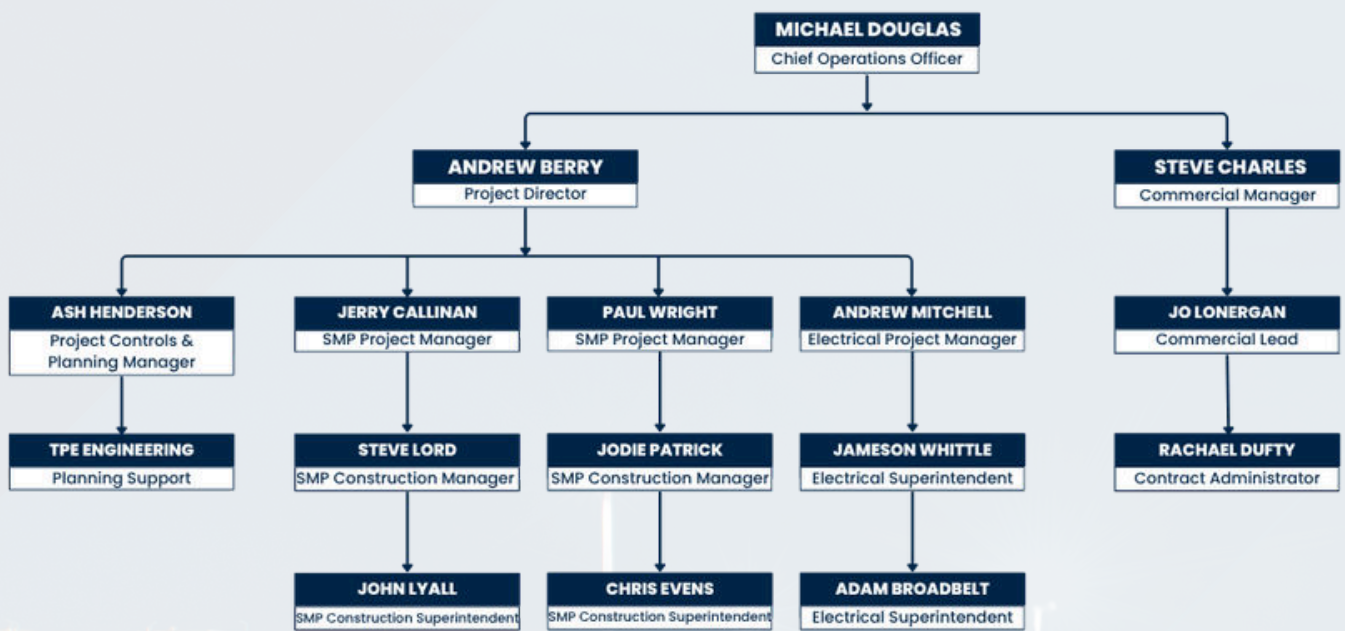 MICHAEL DOUGLAS
Chief Operations Officer
ANDREW BERRY
Project Director
STEVE CHARLES
Commercial Manager
ASH HENDERSON
Project Controls &
Planning Manager
JERRY CALLINAN
SMP Project Manager
PAUL WRIGHT
SMP Project Manager
ANDREW MITCHELL
Electrical Project Manager
JO LONERGAN
Commercial Lead
TPE ENGINEERING
Planning Support
STEVE LORD
SMP Construction Manager
JODIE PATRICK
SMP Construction Manager
JAMESON WHITTLE
Electrical Superintendent
RACHAEL DUFTY
Contract Administrator
JOHN LYALL
SMP Construction Superintendent
CHRIS EVENS
SMP Construction Superintendent
ADAM BROADBELT
Electrical Superintendent